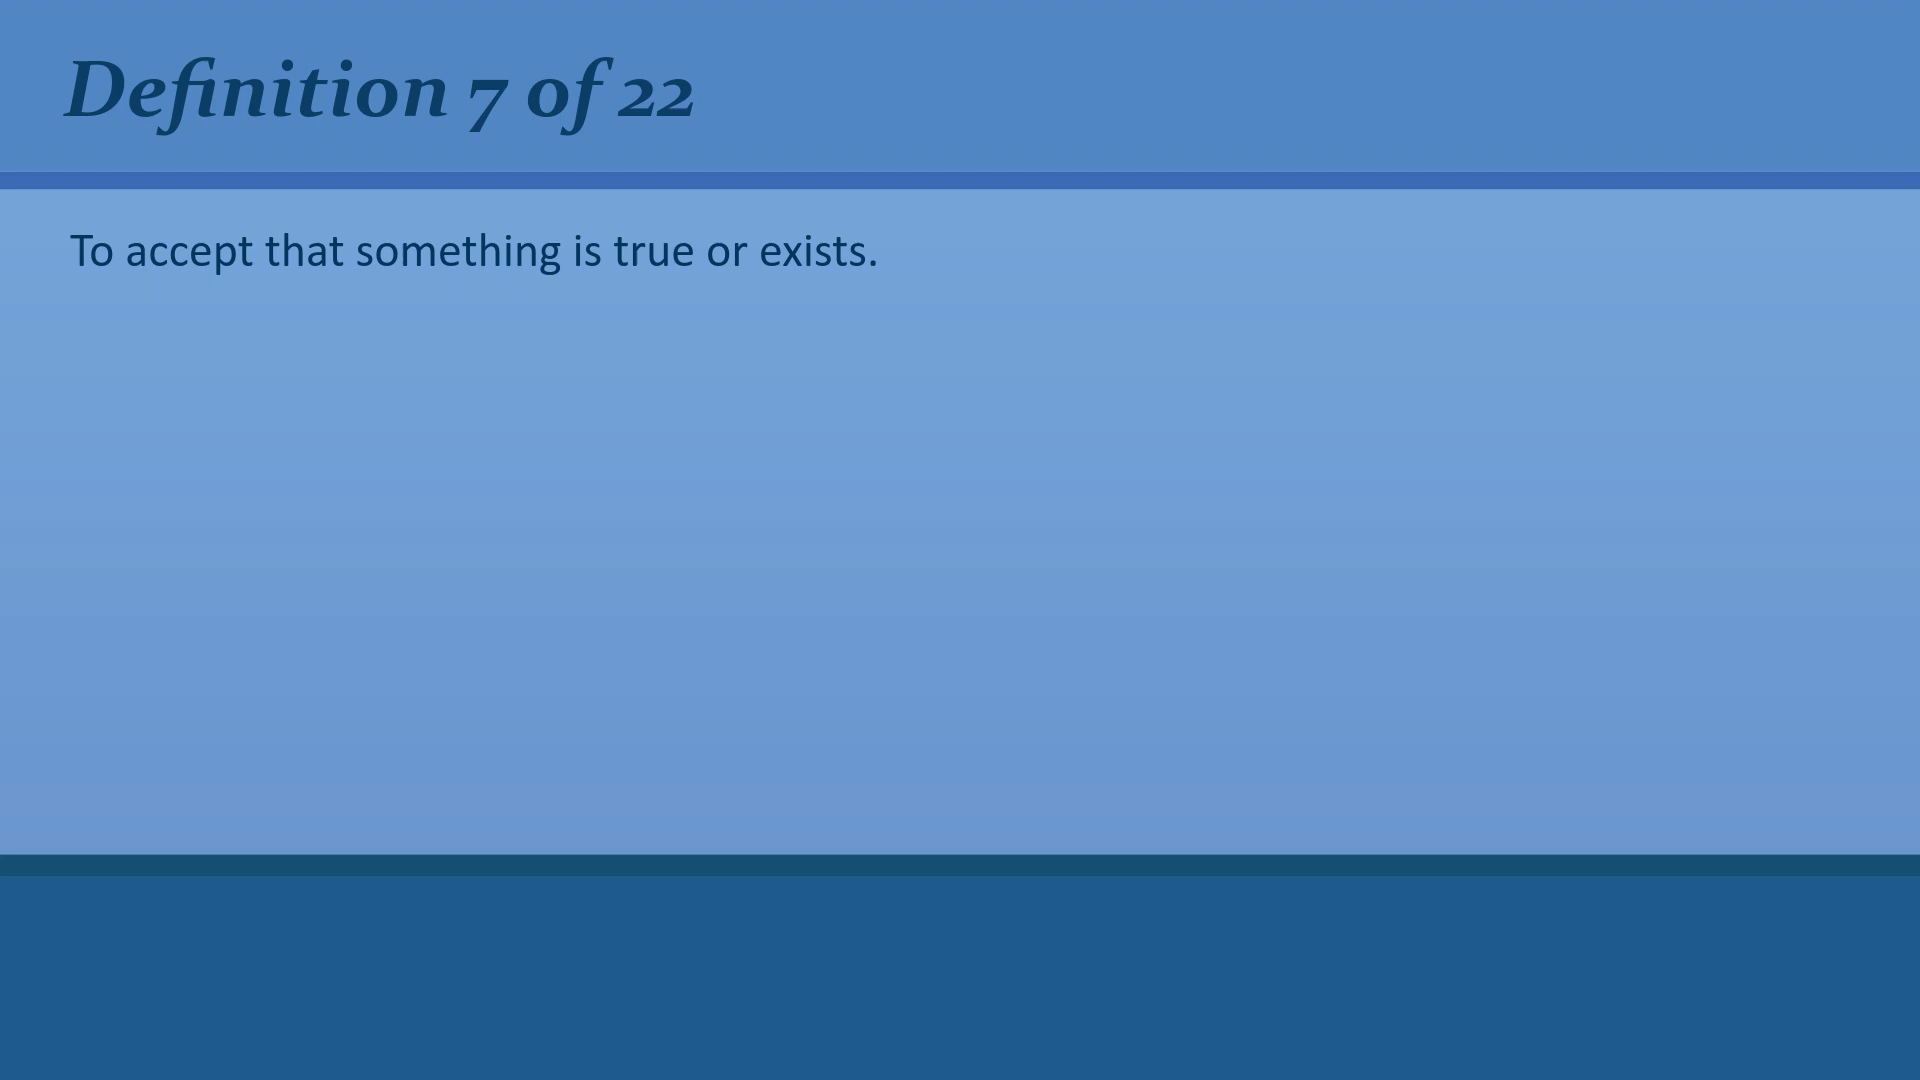 Definition 7 of 22
To accept that something is true or exists.